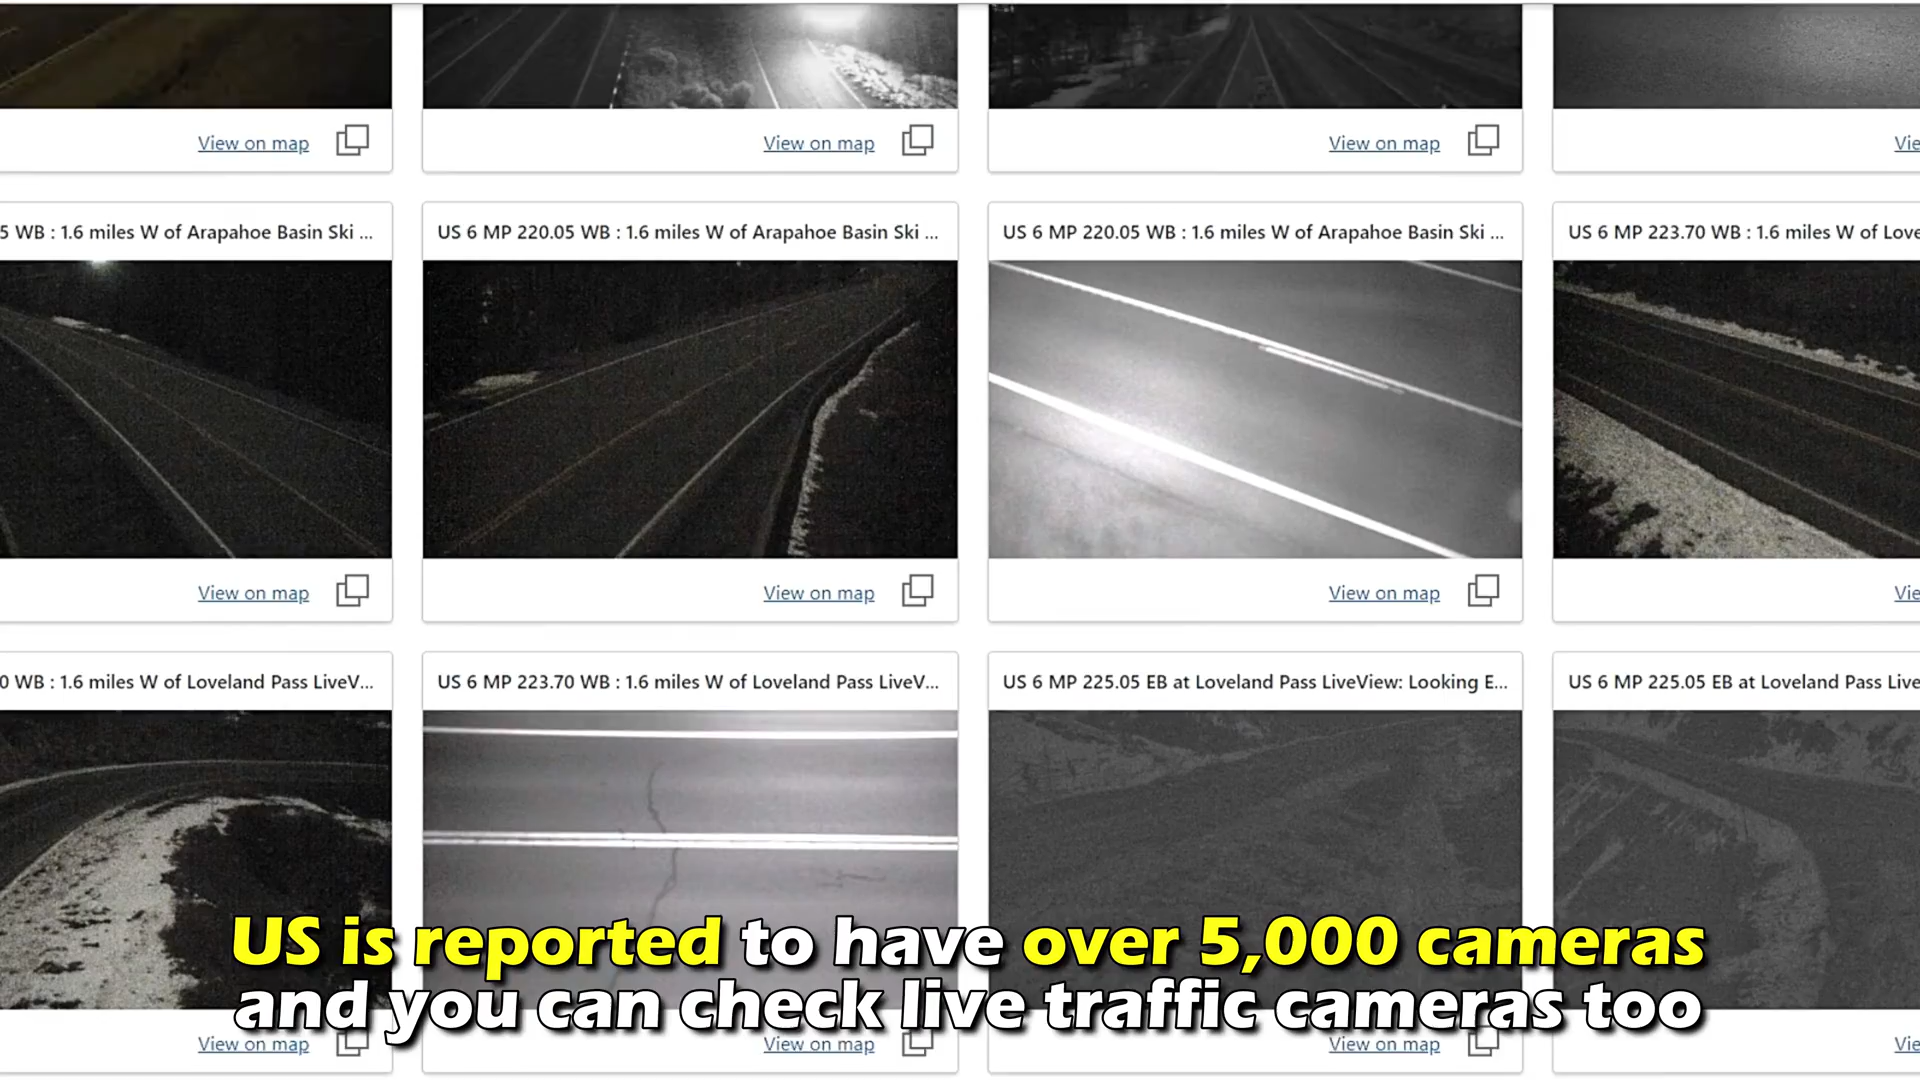 View on map
View on map
View on map
Vie
5 WB : 1.6 miles W of Arapahoe Basin Ski ...
US 6 MP 220.05 WB : 1.6 miles W of Arapahoe Basin Ski ...
US 6 MP 220.05 WB : 1.6 miles W of Arapahoe Basin Ski ...
US 6 MP 223.70 WB : 1.6 miles W of Love
View on map
View on map
View on map
Vie
0 WB : 1.6 miles W of Loveland Pass LiveV...
US 6 MP 223.70 WB : 1.6 miles W of Loveland Pass LiveV...
US 6 MP 225.05 EB at Loveland Pass LiveView: Looking E...
US 6 MP 225.05 EB at Loveland Pass Live
US is reported to have over 5,000 cameras
and you can check live traffic cameras too
View on map
View on map
View on map
Vie